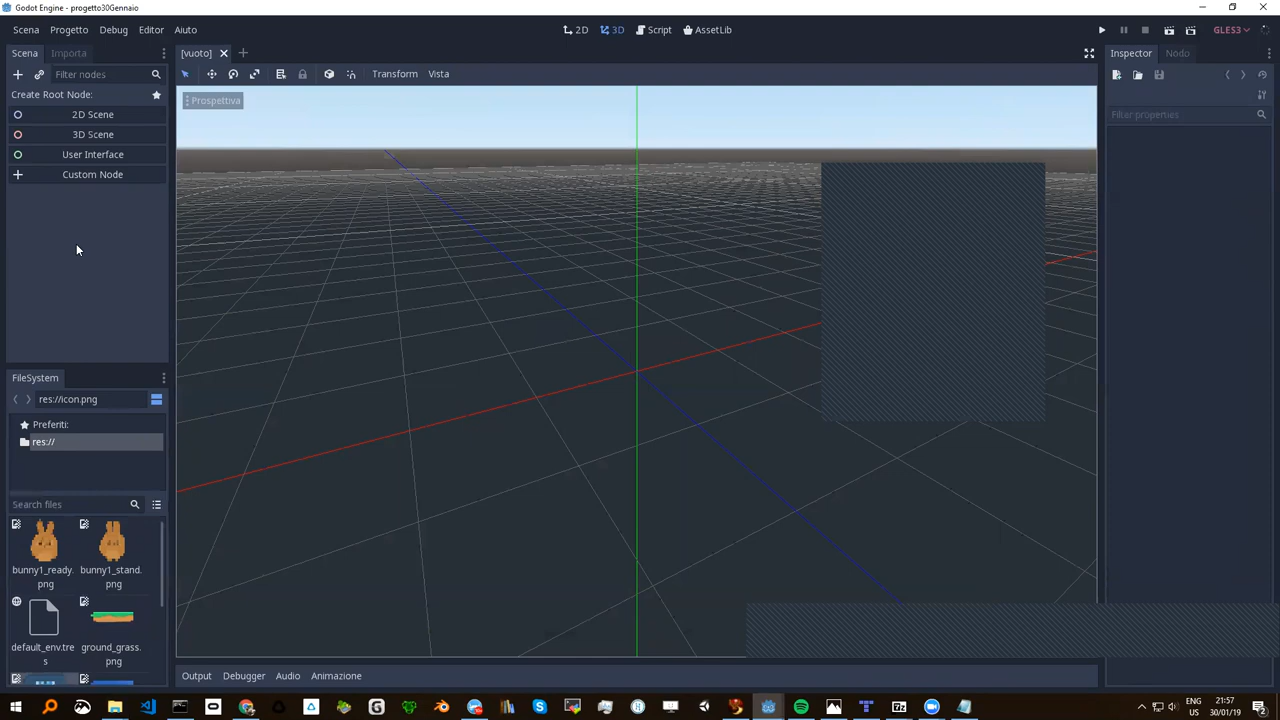 Godot Engine - progetto30Gennaio
Scena Progetto Debug Editor Aiuto
2D 3D Script AssetLib
GLES3
Scena Importa
[vuoto]
Inspector Nodo
Filter nodes
Transform Vista
Create Root Node:
Prospettiva
2D Scene
3D Scene
User Interface
Custom Node
Filter properties
FileSystem
res://icon.png
Preferiti:
res://
Search files
bunny1_ready.
png
bunny1_stand.
png
default_env.tre
s
ground_grass.
png
Output Debugger Audio Animazione
ENG
21:57
30/01/19